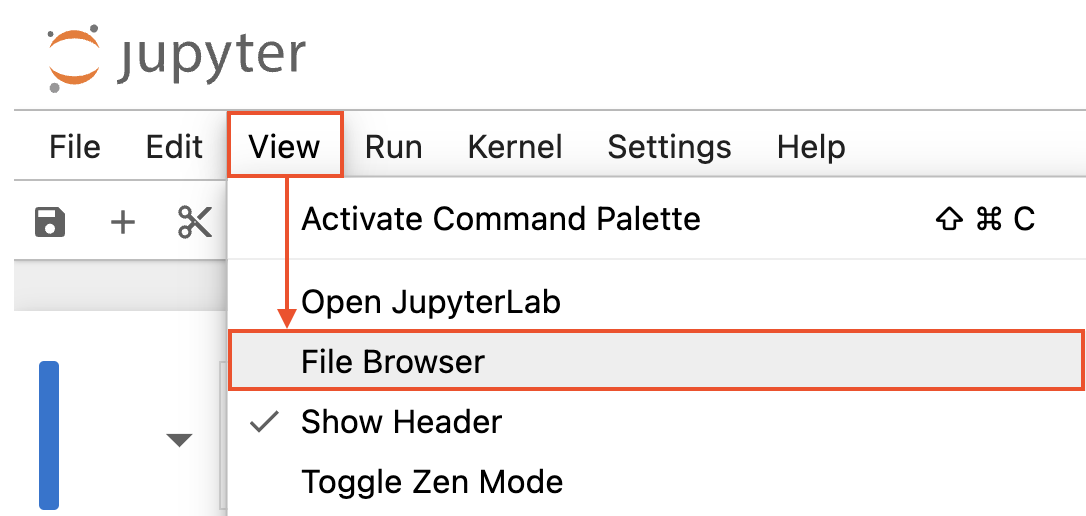 jupyter
File Edit View Run Kernel Settings Help
Activate Command Palette ⇧ ⌘ C
Open JupyterLab
File Browser
Show Header
Toggle Zen Mode